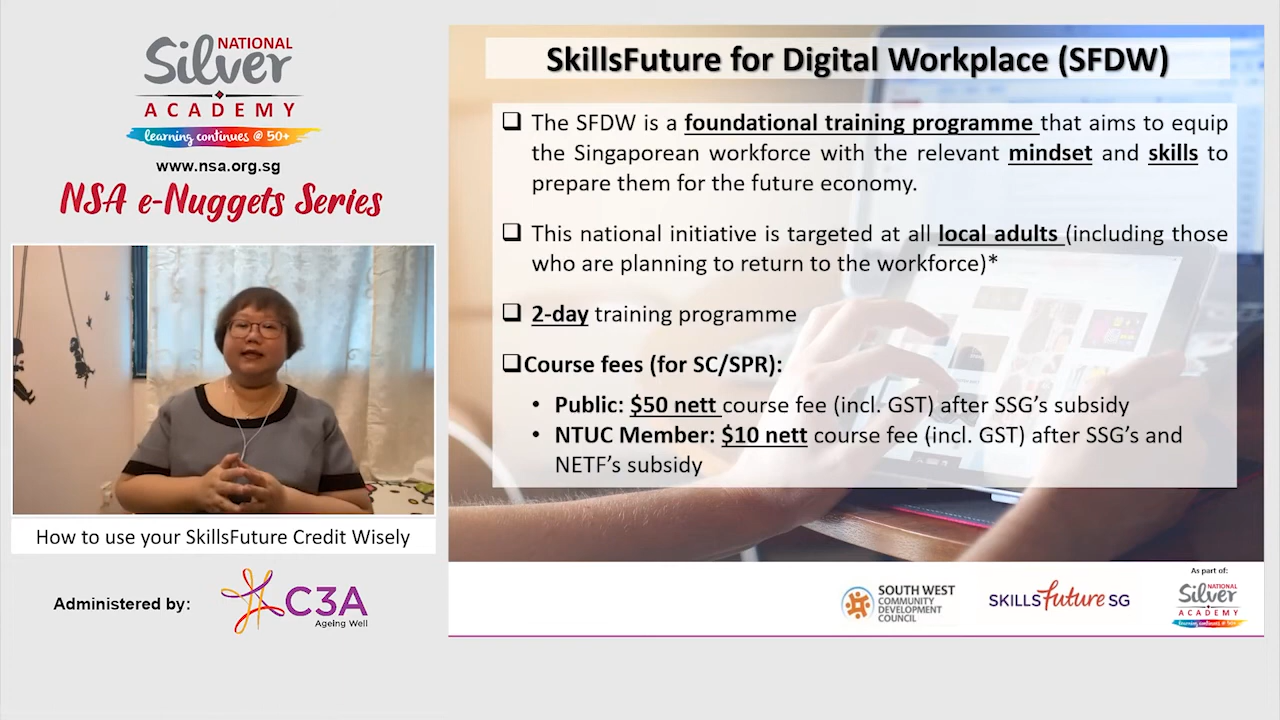 NATIONAL
Silver
ACADEMY
learning continues @ 50+
www.nsa.org.sg
NSA e-Nuggets Series
How to use your SkillsFuture Credit Wisely
Administered by:
C3A
Ageing Well
SkillsFuture for Digital Workplace (SFDW)
The SFDW is a foundational training programme that aims to equip
the Singaporean workforce with the relevant mindset and skills to
prepare them for the future economy.
This national initiative is targeted at all local adults (including those
who are planning to return to the workforce)*
2-day training programme
Course fees (for SC/SPR):
• Public: $50 nett course fee (incl. GST) after SSG's subsidy
• NTUC Member: $10 nett course fee (incl. GST) after SSG's and
NETF's subsidy
SOUTH WEST
COMMUNITY
DEVELOPMENT
COUNCIL
SKILLSfuture SG
As part of:
NATIONAL
Silver
ACADEMY
learning continues @ 50+